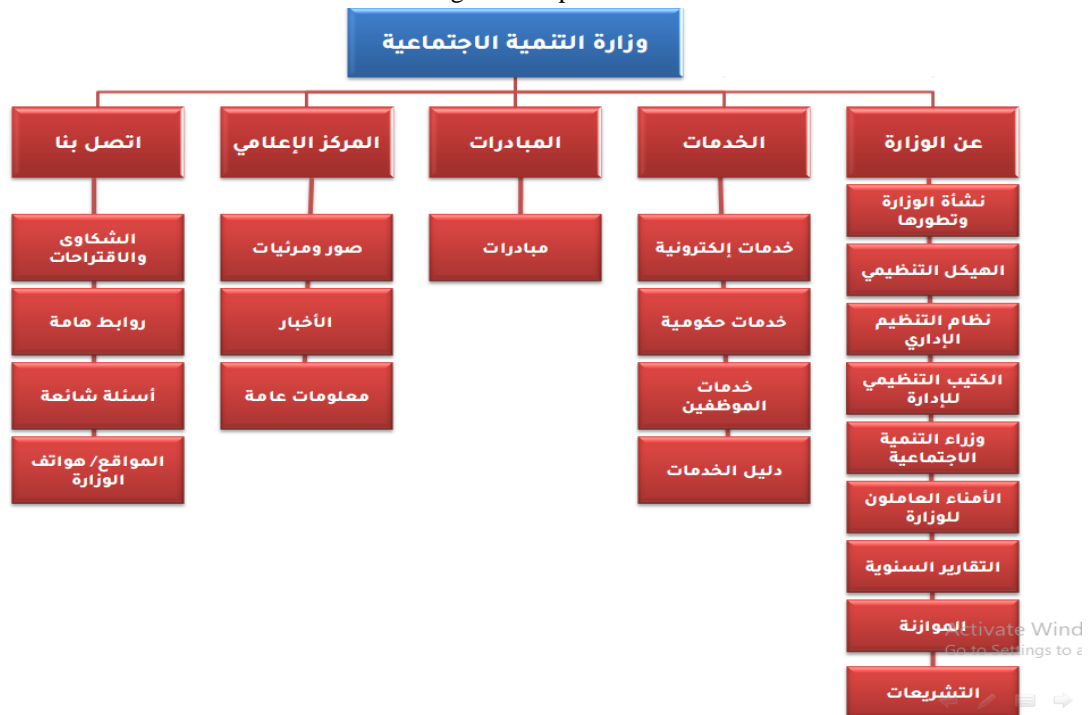 وزارة التنمية الاجتماعية
عن الوزارة
نشأة الوزارة
وتطورها
الهيكل التنظيمي
نظام التنظيم
الإداري
الكتيب التنظيمي
للإدارة
وزراء التنمية
الاجتماعية
الأمناء العاملون
للوزارة
التقارير السنوية
الموازنة
التشريعات
الخدمات
خدمات إلكترونية
خدمات حكومية
خدمات
الموظفين
دليل الخدمات
المبادرات
مبادرات
المركز الإعلامي
صور ومرئيات
الأخبار
معلومات عامة
اتصل بنا
الشكاوى
والاقتراحات
روابط هامة
أسئلة شائعة
المواقع/ هواتف
الوزارة
Activate Wind
Go to Settings to a